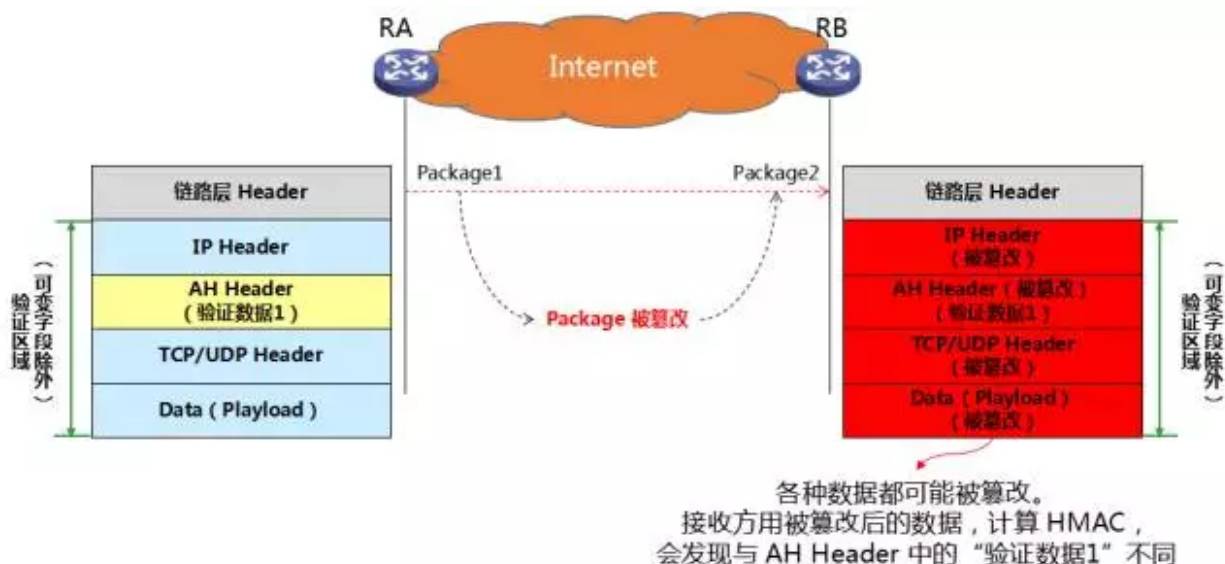 RA
RB
Internet
Package1
Package2
链路层 Header
IP Header
AH Header
（验证数据1）
TCP/UDP Header
Data（Playload）
验证区域
（可变字段除外）
Package 被篡改
链路层 Header
IP Header
（被篡改）
AH Header（被篡改）
（验证数据1）
TCP/UDP Header
（被篡改）
Data（Playload）
（被篡改）
验证区域
（可变字段除外）
各种数据都可能被篡改。
接收方用被篡改后的数据，计算 HMAC，
会发现与 AH Header 中的“验证数据1”不同